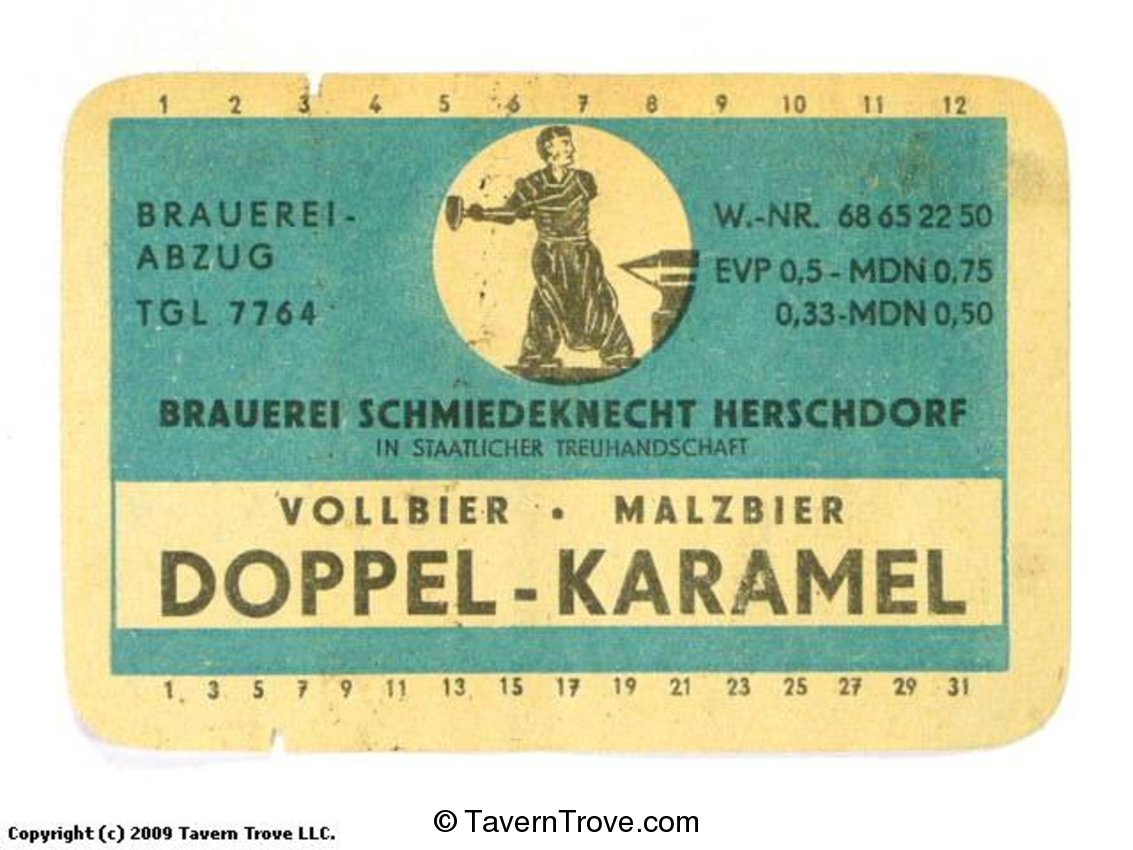 1 2 3 4 5 6 7 8 9 10 11 12
BRAUEREI-
ABZUG
TGL 7764
W.-NR. 68 65 22 50
EVP 0,5 - MDN 0,75
0,33-MDN 0,50
BRAUEREI SCHMIEDEKNECHT HERSCHDORF
IN STAATLICHER TREUHANDSCHAFT
VOLLBIER • MALZBIER
DOPPEL-KARAMEL
1 3 5 7 9 11 13 15 17 19 21 23 25 27 29 31
© TavernTrove.com
Copyright (c) 2009 Tavern Trove LLC.